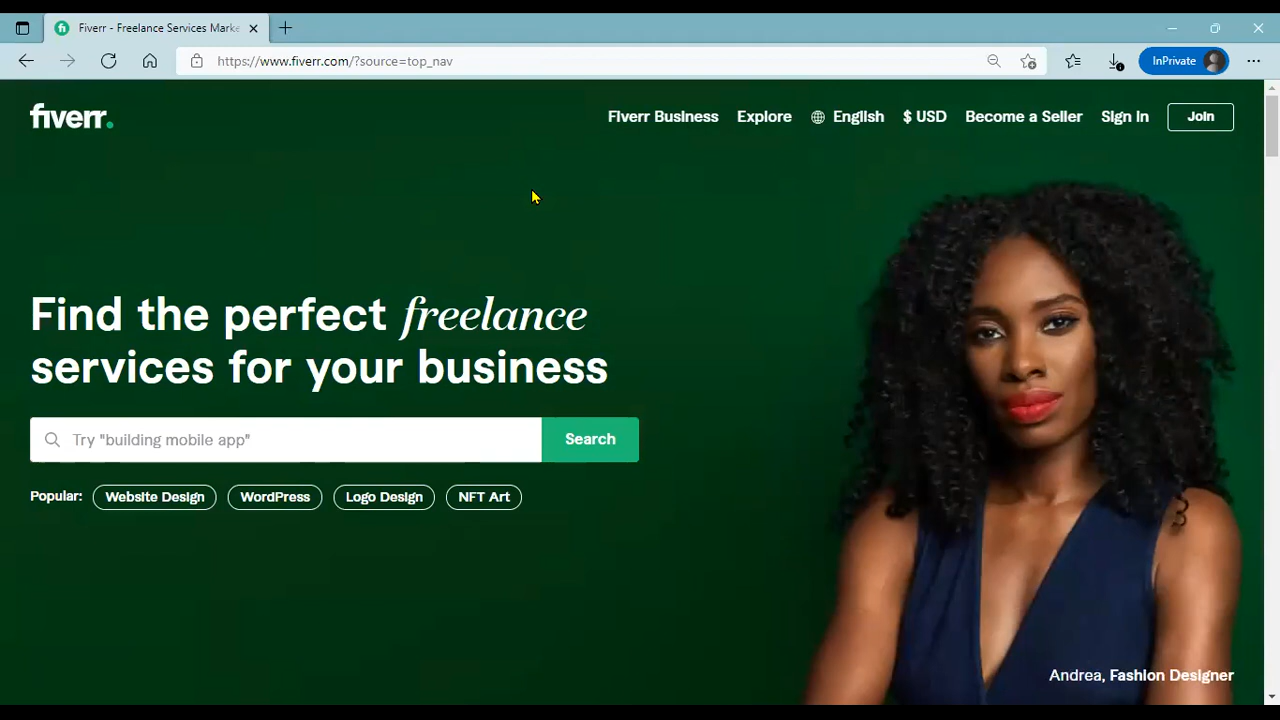 Fiverr - Freelance Services Marke
https://www.fiverr.com/?source=top_nav
InPrivate
fiverr.
Fiverr Business Explore English $ USD Become a Seller Sign in Join
Find the perfect freelance
services for your business
Try "building mobile app" Search
Popular: Website Design WordPress Logo Design NFT Art
Andrea, Fashion Designer